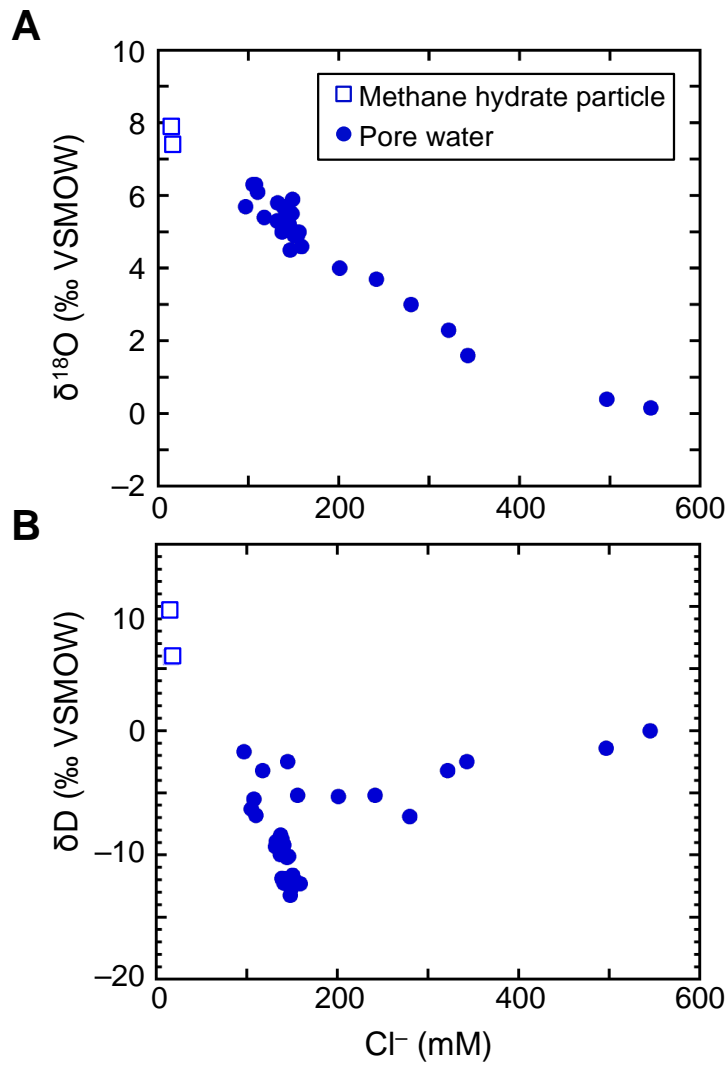 A
10
8
6
4
2
0
–2
δ¹⁸O (‰ VSMOW)
Methane hydrate particle
Pore water
0
200
400
600
B
10
0
–10
–20
δD (‰ VSMOW)
0
200
400
600
Cl⁻ (mM)